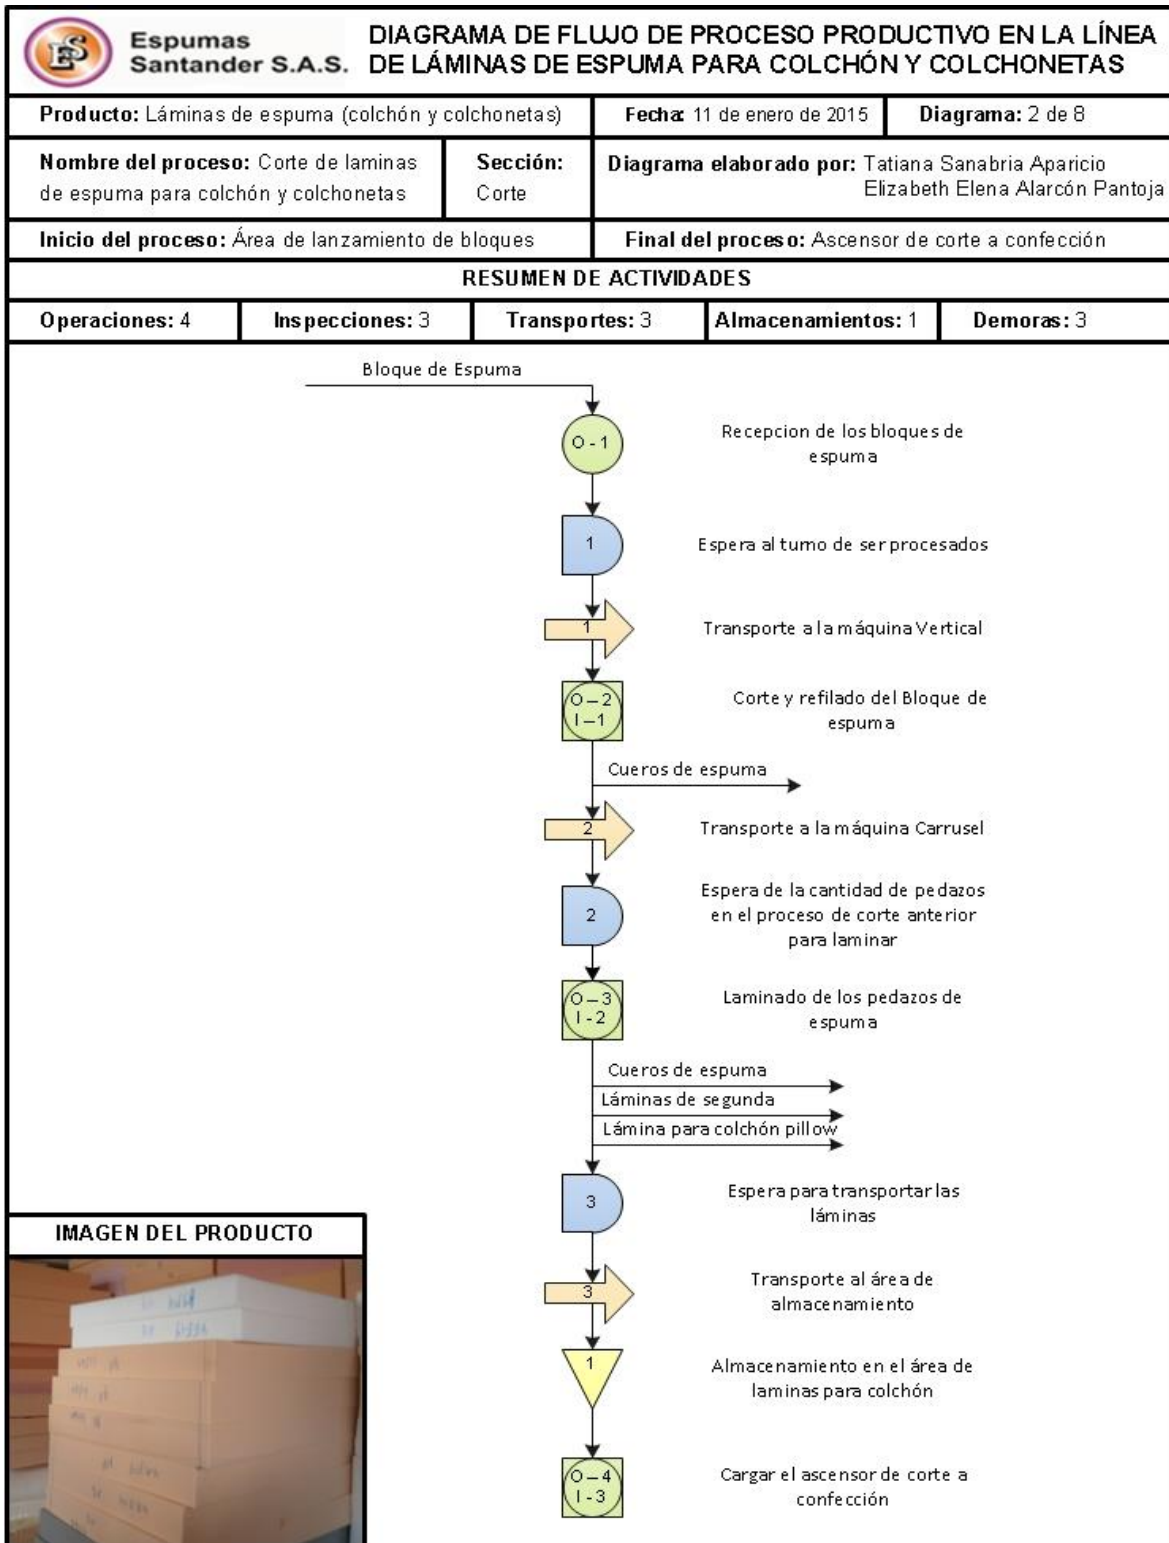 ES
Espumas
Santander S.A.S.
DIAGRAMA DE FLUJO DE PROCESO PRODUCTIVO EN LA LÍNEA
DE LÁMINAS DE ESPUMA PARA COLCHÓN Y COLCHONETAS
Producto: Láminas de espuma (colchón y colchonetas)
Fecha: 11 de enero de 2015
Diagrama: 2 de 8
Nombre del proceso: Corte de laminas
de espuma para colchón y colchonetas
Sección:
Corte
Diagrama elaborado por: Tatiana Sanabria Aparicio
Elizabeth Elena Alarcón Pantoja
Inicio del proceso: Área de lanzamiento de bloques
Final del proceso: Ascensor de corte a confección
RESUMEN DE ACTIVIDADES
Operaciones: 4
Inspecciones: 3
Transportes: 3
Almacenamientos: 1
Demoras: 3
Bloque de Espuma
O - 1
Recepcion de los bloques de
espuma
1
Espera al turno de ser procesados
1
Transporte a la máquina Vertical
O – 2
I – 1
Corte y refilado del Bloque de
espuma
Cueros de espuma
2
Transporte a la máquina Carrusel
2
Espera de la cantidad de pedazos
en el proceso de corte anterior
para laminar
O – 3
I - 2
Laminado de los pedazos de
espuma
Cueros de espuma
Láminas de segunda
Lámina para colchón pillow
3
Espera para transportar las
láminas
3
Transporte al área de
almacenamiento
1
Almacenamiento en el área de
laminas para colchón
O – 4
I - 3
Cargar el ascensor de corte a
confección
IMAGEN DEL PRODUCTO